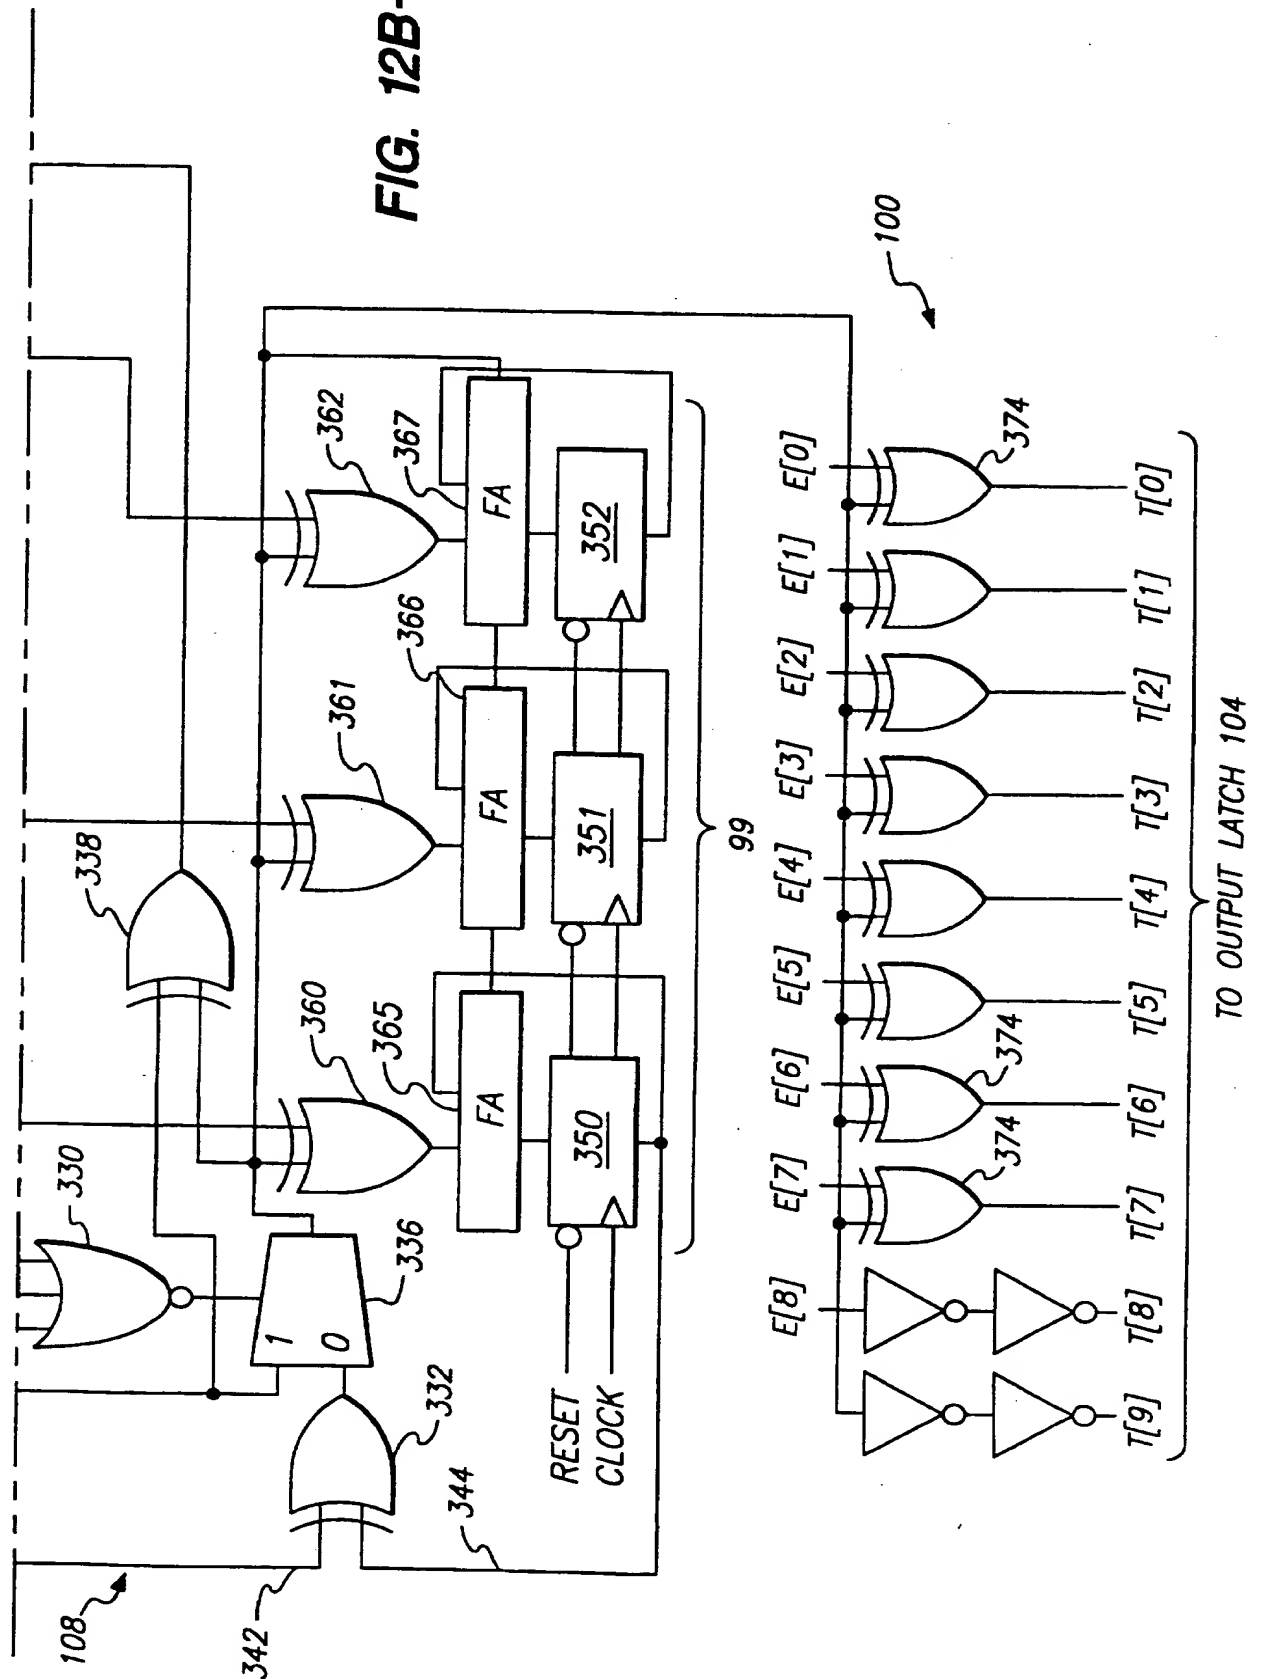 FIG. 12B-
108
342
344
330
338
332
336
1
0
360
361
362
365
366
367
FA
FA
FA
350
351
352
RESET
CLOCK
99
100
E[8]
E[7]
E[6]
E[5]
E[4]
E[3]
E[2]
E[1]
E[0]
374
374
374
T[9]
T[8]
T[7]
T[6]
T[5]
T[4]
T[3]
T[2]
T[1]
T[0]
TO OUTPUT LATCH 104